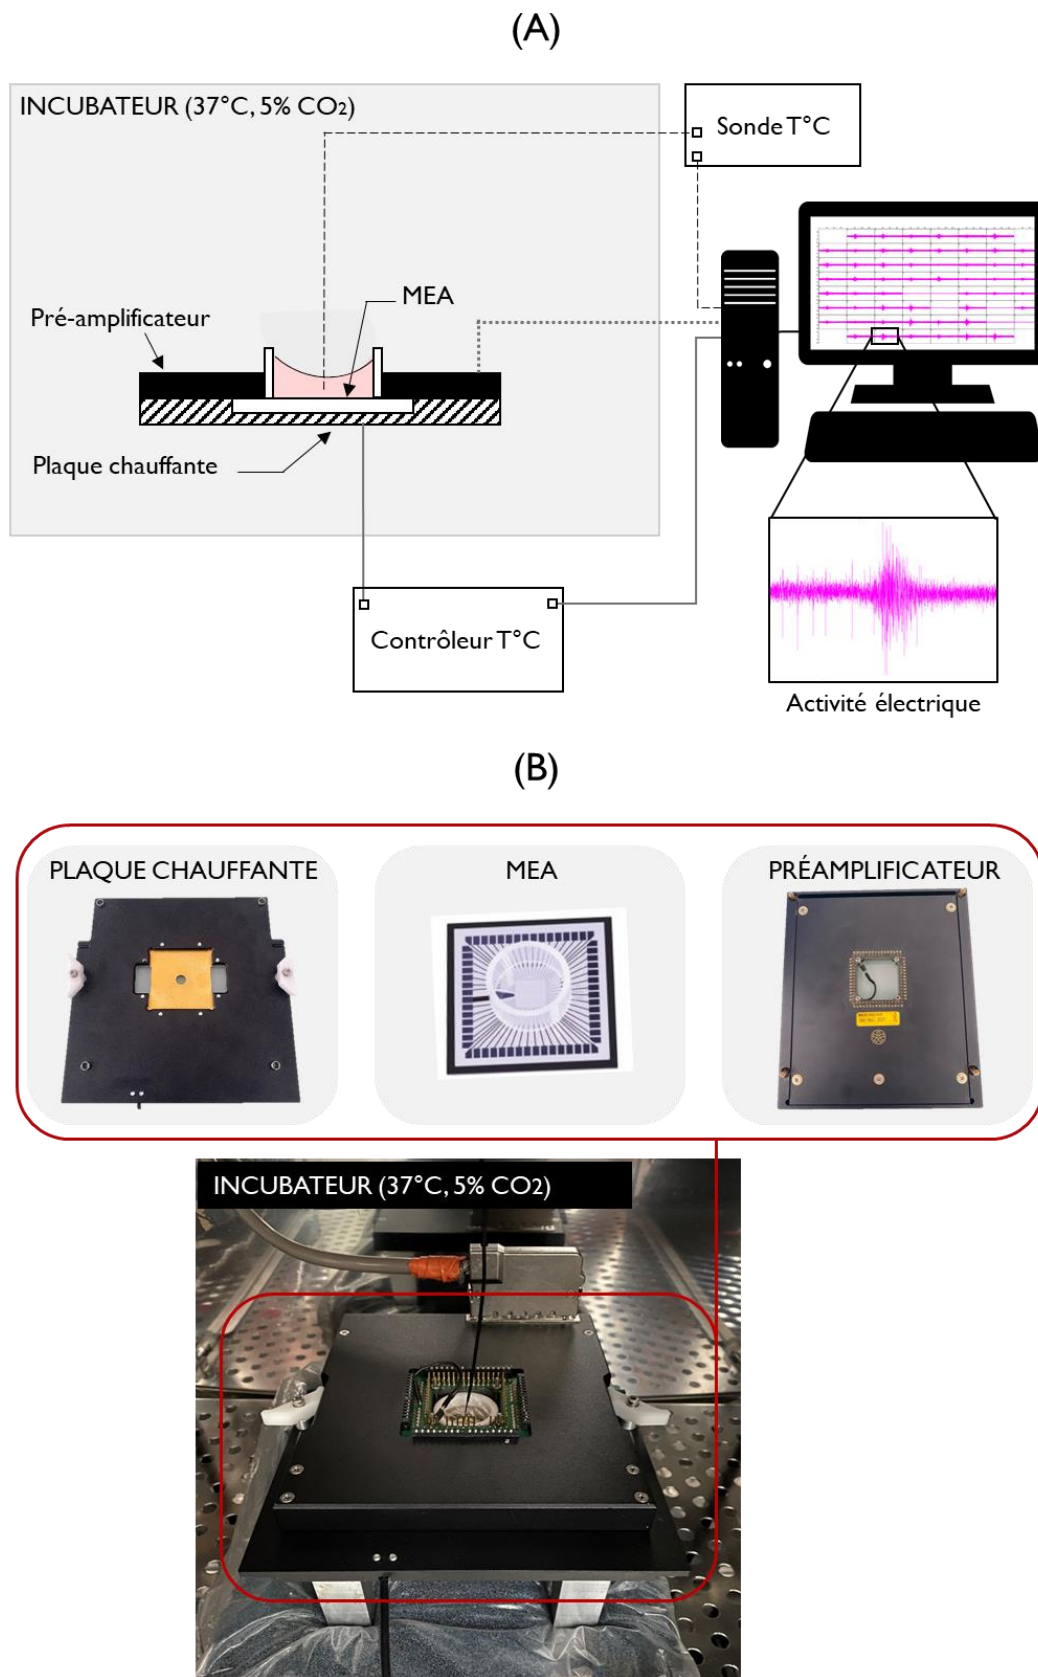 (A)
INCUBATEUR (37°C, 5% CO2)
Sonde T°C
MEA
Pré-amplificateur
Plaque chauffante
Contrôleur T°C
Activité électrique
(B)
PLAQUE CHAUFFANTE
MEA
PRÉAMPLIFICATEUR
INCUBATEUR (37°C, 5% CO2)